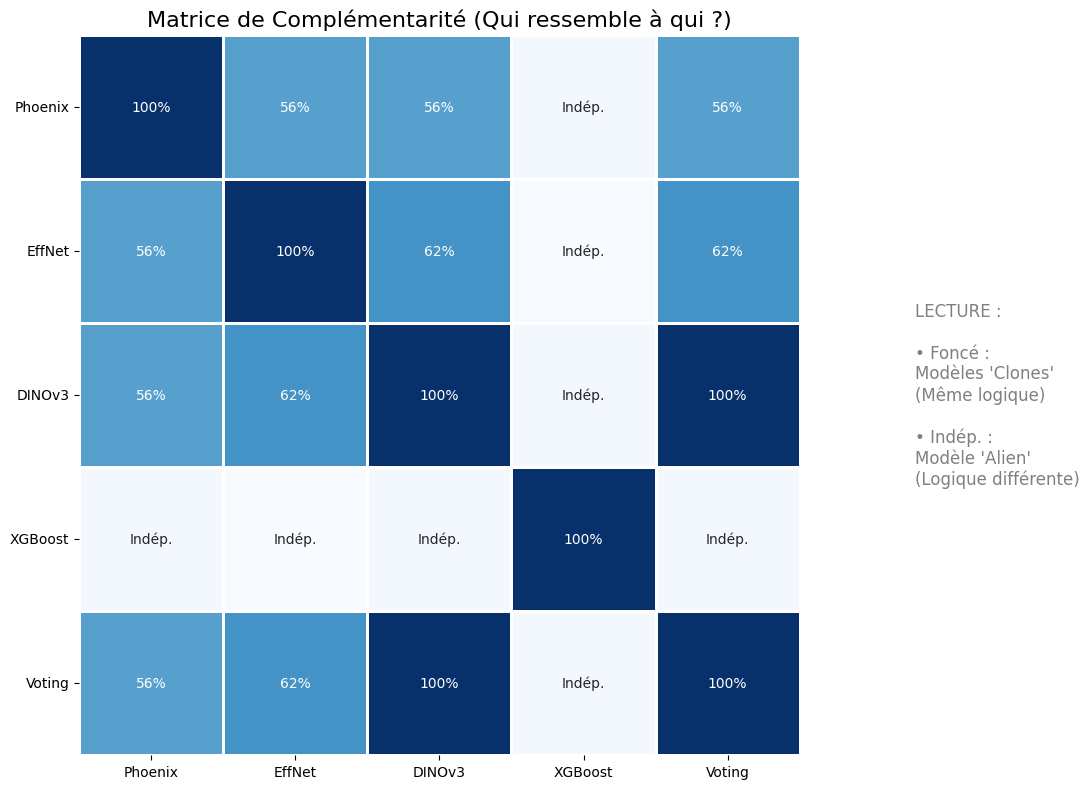 Matrice de Complémentarité (Qui ressemble à qui ?)
Phoenix 100% 56% 56% Indép. 56%
EffNet 56% 100% 62% Indép. 62%
DINOv3 56% 62% 100% Indép. 100%
XGBoost Indép. Indép. Indép. 100% Indép.
Voting 56% 62% 100% Indép. 100%
Phoenix EffNet DINOv3 XGBoost Voting
LECTURE :
• Foncé :
Modèles 'Clones'
(Même logique)
• Indép. :
Modèle 'Alien'
(Logique différente)